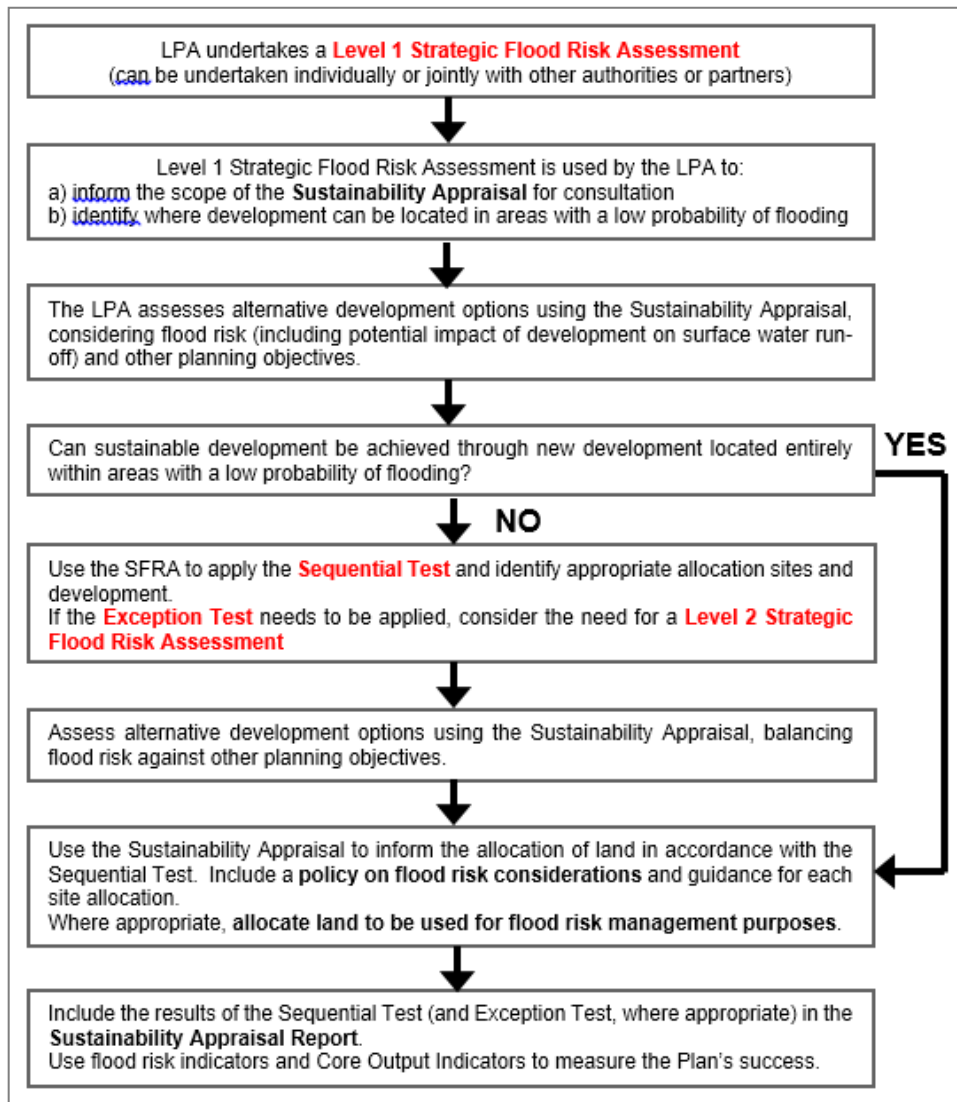 LPA undertakes a Level 1 Strategic Flood Risk Assessment
(can be undertaken individually or jointly with other authorities or partners)
Level 1 Strategic Flood Risk Assessment is used by the LPA to:
a) inform the scope of the Sustainability Appraisal for consultation
b) identify where development can be located in areas with a low probability of flooding
The LPA assesses alternative development options using the Sustainability Appraisal,
considering flood risk (including potential impact of development on surface water run-
off) and other planning objectives.
Can sustainable development be achieved through new development located entirely
within areas with a low probability of flooding?
YES
NO
Use the SFRA to apply the Sequential Test and identify appropriate allocation sites and
development.
If the Exception Test needs to be applied, consider the need for a Level 2 Strategic
Flood Risk Assessment
Assess alternative development options using the Sustainability Appraisal, balancing
flood risk against other planning objectives.
Use the Sustainability Appraisal to inform the allocation of land in accordance with the
Sequential Test. Include a policy on flood risk considerations and guidance for each
site allocation.
Where appropriate, allocate land to be used for flood risk management purposes.
Include the results of the Sequential Test (and Exception Test, where appropriate) in the
Sustainability Appraisal Report.
Use flood risk indicators and Core Output Indicators to measure the Plan's success.